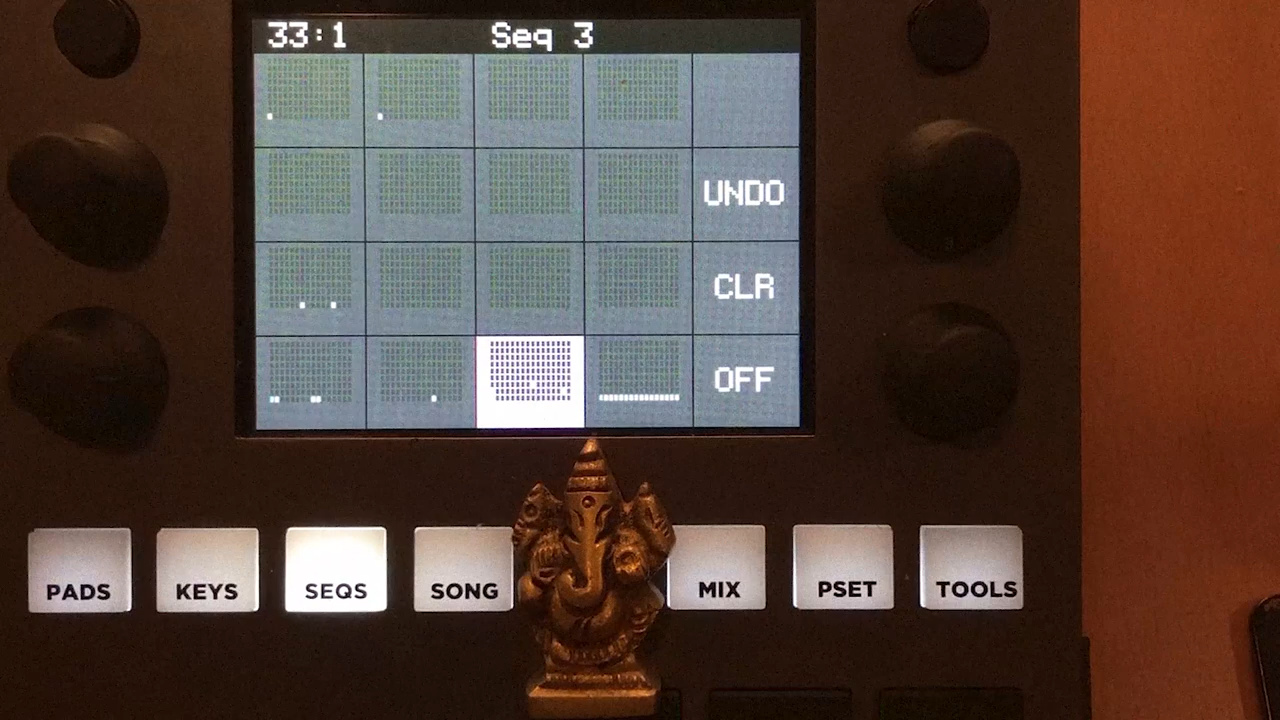 33:1 Seq 3
UNDO
CLR
OFF
PADS KEYS SEQS SONG MIX PSET TOOLS